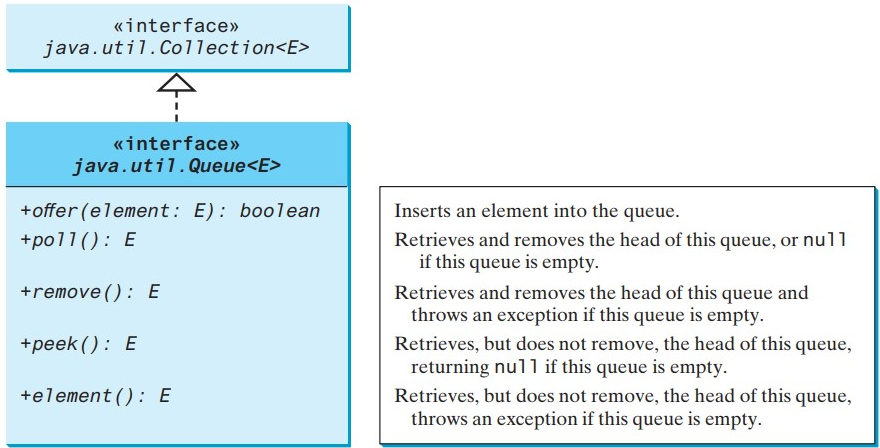 «interface»
java.util.Collection<E>
«interface»
java.util.Queue<E>
+offer(element: E): boolean
Inserts an element into the queue.
+poll(): E
Retrieves and removes the head of this queue, or null
if this queue is empty.
+remove(): E
Retrieves and removes the head of this queue and
throws an exception if this queue is empty.
+peek(): E
Retrieves, but does not remove, the head of this queue,
returning null if this queue is empty.
+element(): E
Retrieves, but does not remove, the head of this queue,
throws an exception if this queue is empty.